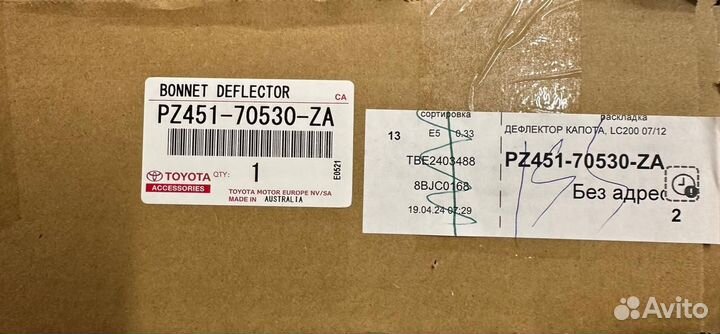 BONNET DEFLECTOR
CA
PZ451-70530-ZA
E0521
TOYOTA
ACCESSORIES
QTY: 1
TOYOTA MOTOR EUROPE NV/SA
MADE IN AUSTRALIA
сортировка
раскладка
13
E5 0.33
ДЕФЛЕКТОР КАПОТА, LC200 07/12
TBE2403488
PZ451-70530-ZA
8BJC0168
Без адрес
19.04.24 07:29
2
Avito